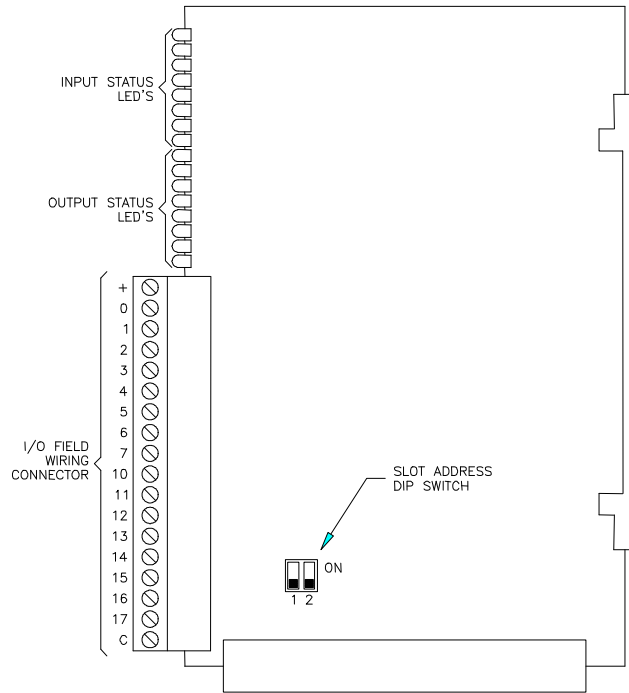 INPUT STATUS
LED'S
OUTPUT STATUS
LED'S
+
0
1
2
3
4
5
6
7
10
11
12
13
14
15
16
17
C
I/O FIELD
WIRING
CONNECTOR
SLOT ADDRESS
DIP SWITCH
ON
1 2